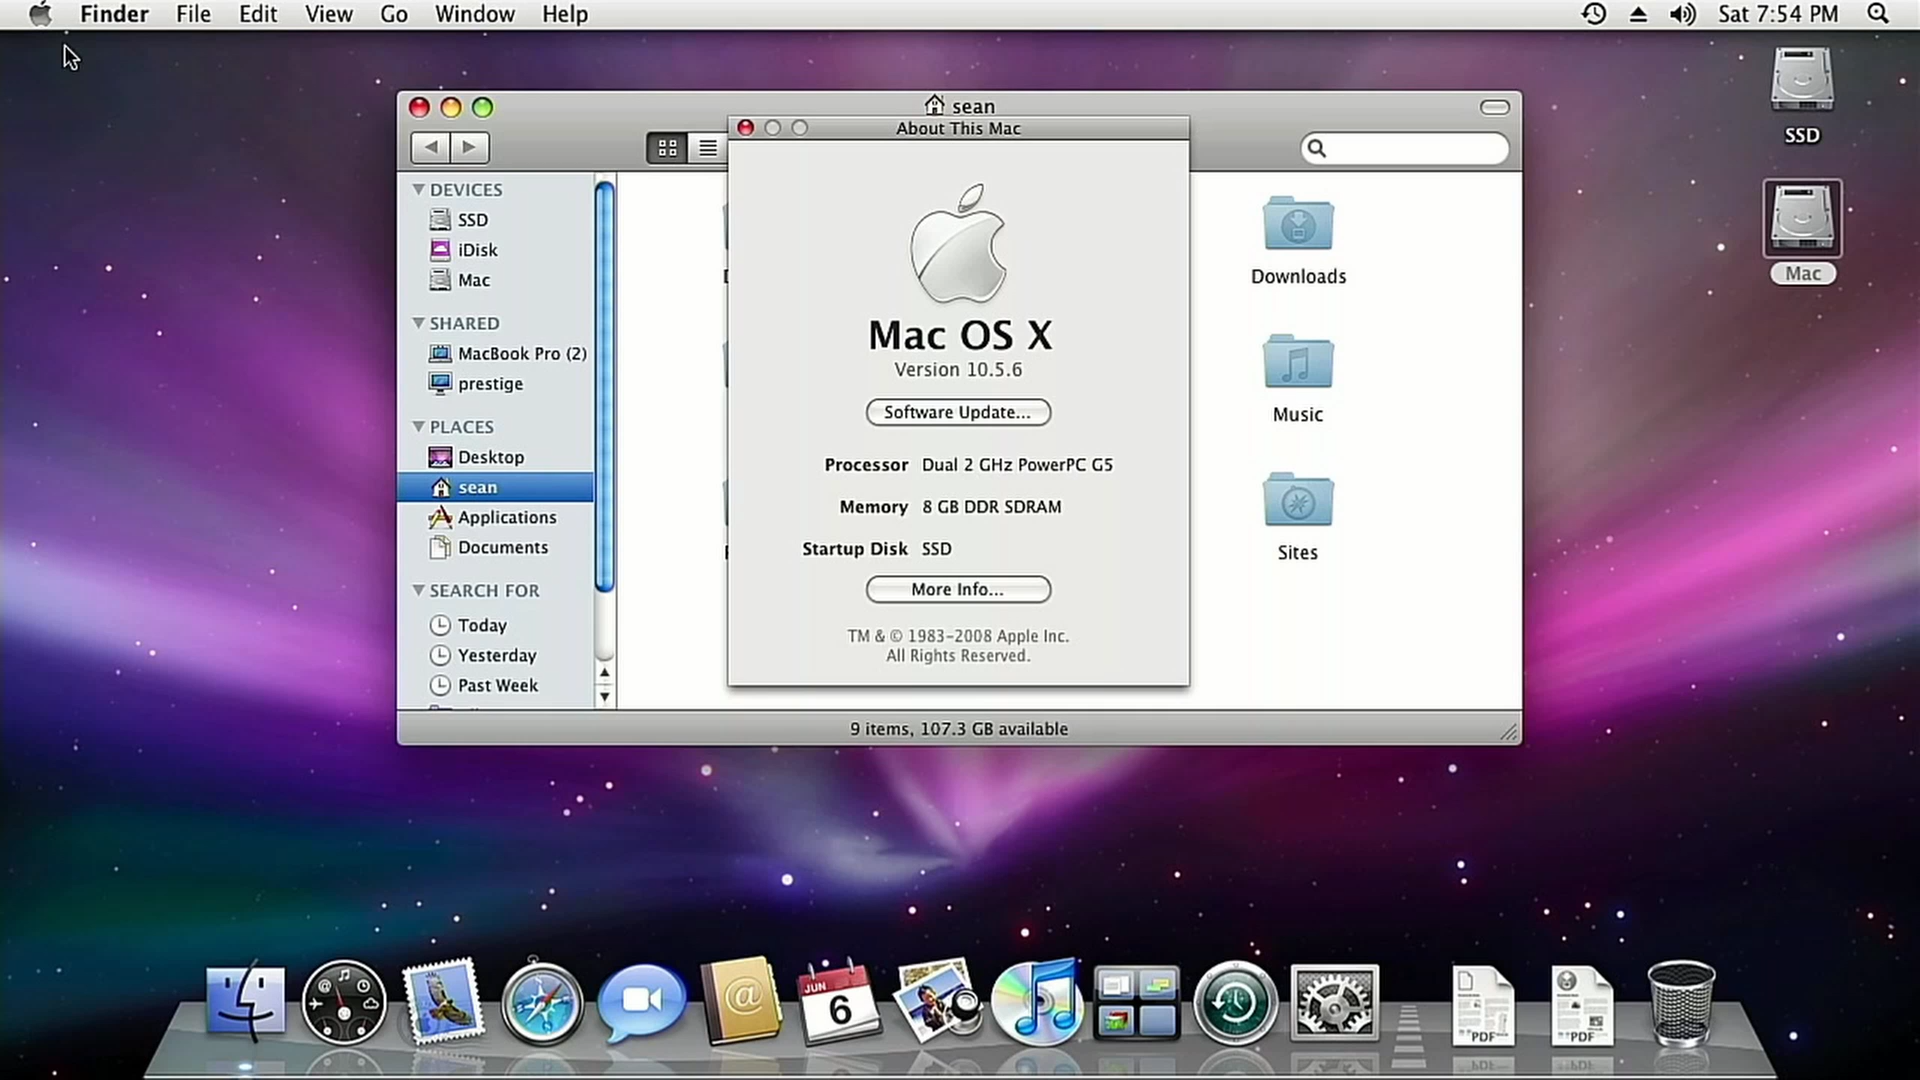 Finder File Edit View Go Window Help
Sat 7:54 PM
SSD
Mac
sean
About This Mac
DEVICES
SSD
iDisk
Mac
SHARED
MacBook Pro (2)
prestige
PLACES
Desktop
sean
Applications
Documents
SEARCH FOR
Today
Yesterday
Past Week
Mac OS X
Version 10.5.6
Software Update...
Processor Dual 2 GHz PowerPC G5
Memory 8 GB DDR SDRAM
Startup Disk SSD
More Info...
TM & © 1983-2008 Apple Inc.
All Rights Reserved.
Downloads
Music
Sites
9 items, 107.3 GB available
JUN
6
PDF
PDF